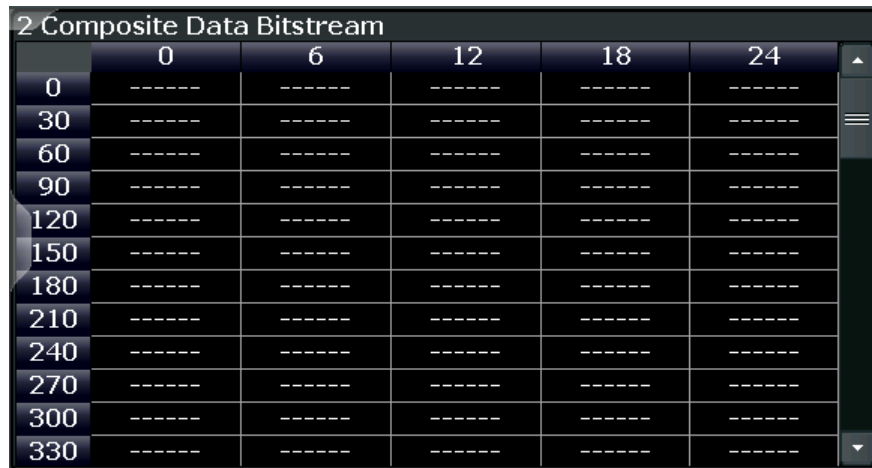 2 Composite Data Bitstream
0 6 12 18 24
0 ------ ------ ------ ------ ------
30 ------ ------ ------ ------ ------
60 ------ ------ ------ ------ ------
90 ------ ------ ------ ------ ------
120 ------ ------ ------ ------ ------
150 ------ ------ ------ ------ ------
180 ------ ------ ------ ------ ------
210 ------ ------ ------ ------ ------
240 ------ ------ ------ ------ ------
270 ------ ------ ------ ------ ------
300 ------ ------ ------ ------ ------
330 ------ ------ ------ ------ ------